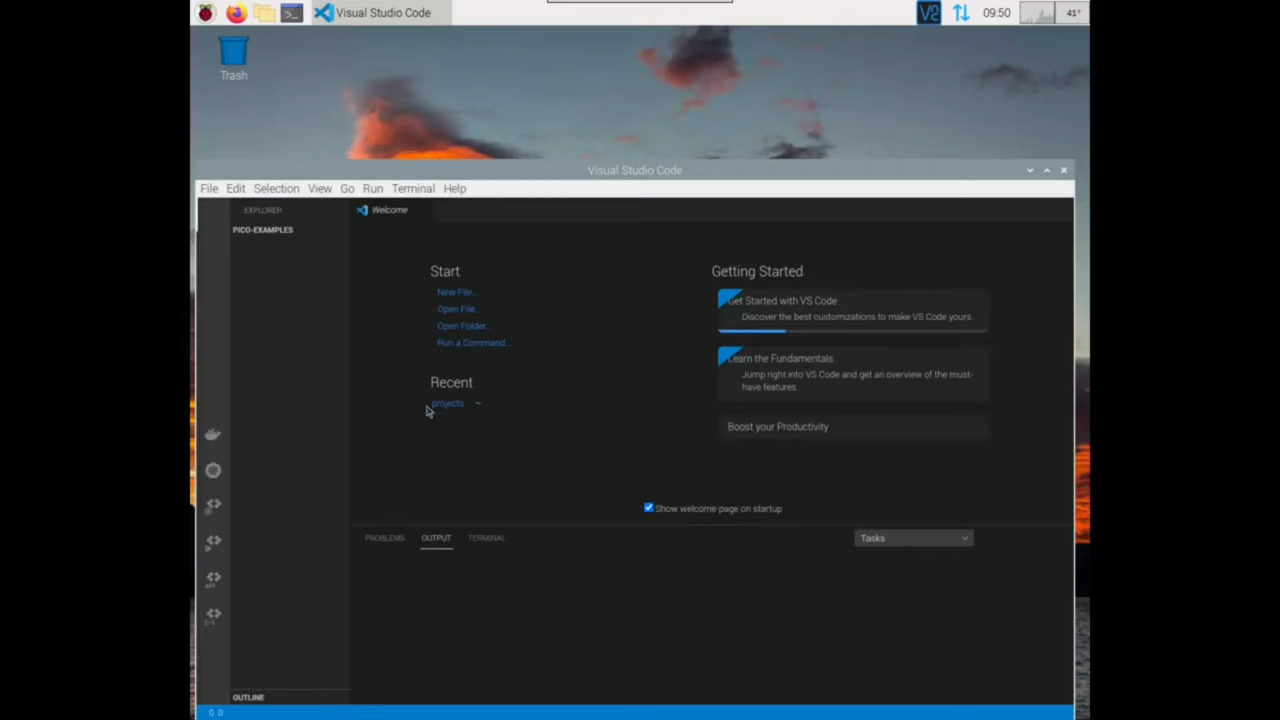 Visual Studio Code
V2
09:50
41°
Trash
Visual Studio Code
File Edit Selection View Go Run Terminal Help
EXPLORER
Welcome
PICO-EXAMPLES
Start
New File...
Open File...
Open Folder...
Run a Command...
Recent
projects ~
Getting Started
Get Started with VS Code
Discover the best customizations to make VS Code yours.
Learn the Fundamentals
Jump right into VS Code and get an overview of the must-
have features.
Boost your Productivity
Show welcome page on startup
PROBLEMS OUTPUT TERMINAL
Tasks
OUTLINE
0 0